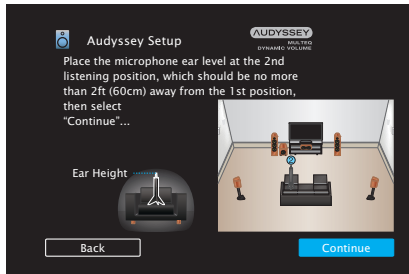 Audyssey Setup
AUDYSSEY
MULTEQ
DYNAMIC VOLUME
Place the microphone ear level at the 2nd
listening position, which should be no more
than 2ft (60cm) away from the 1st position,
then select
“Continue”...
2
Ear Height
Back
Continue